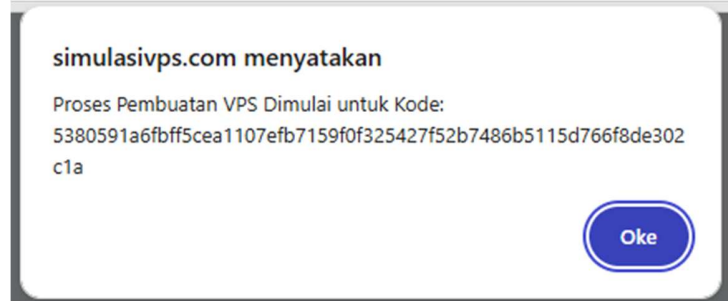 simulasivps.com menyatakan
Proses Pembuatan VPS Dimulai untuk Kode:
5380591a6fbff5cea1107efb7159f0f325427f52b7486b5115d766f8de302
c1a
Oke